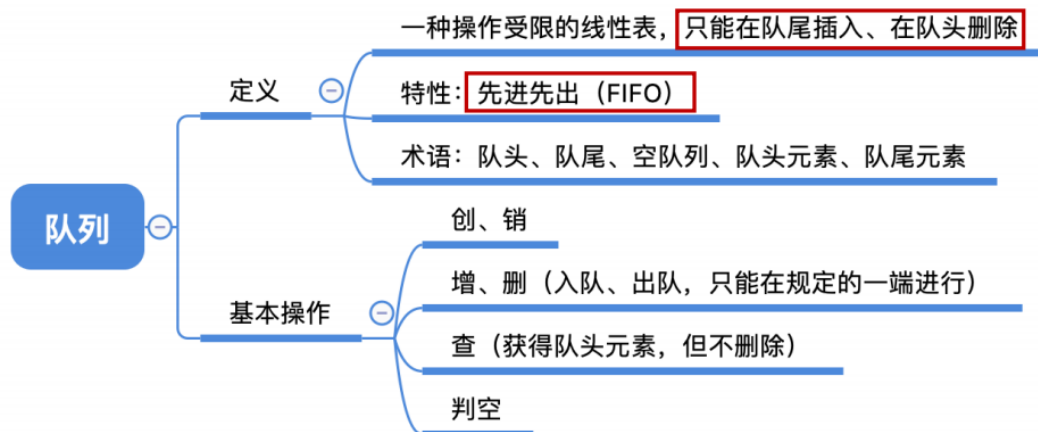 队列
定义
一种操作受限的线性表，只能在队尾插入、在队头删除
特性：先进先出（FIFO）
术语：队头、队尾、空队列、队头元素、队尾元素
基本操作
创、销
增、删（入队、出队，只能在规定的一端进行）
查（获得队头元素，但不删除）
判空